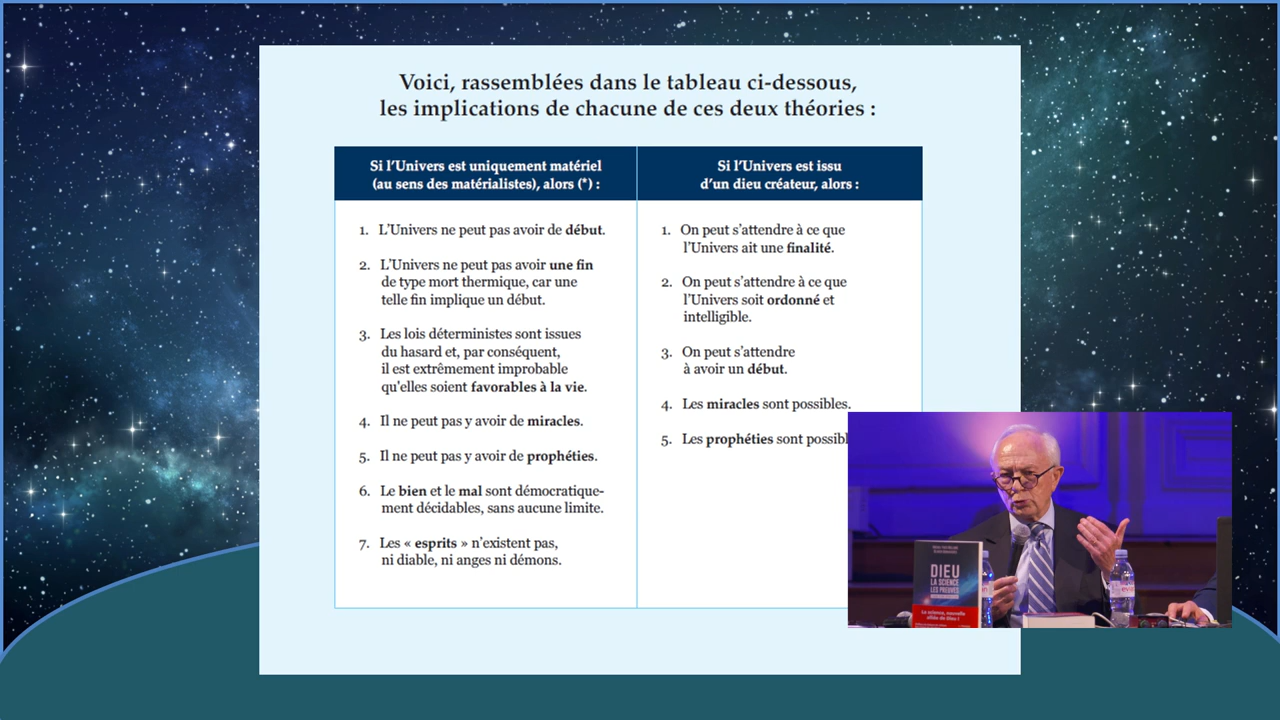 Voici, rassemblées dans le tableau ci-dessous,
les implications de chacune de ces deux théories :
Si l’Univers est uniquement matériel
(au sens des matérialistes), alors (*) :
1. L’Univers ne peut pas avoir de début.
2. L’Univers ne peut pas avoir une fin
de type mort thermique, car une
telle fin implique un début.
3. Les lois déterministes sont issues
du hasard et, par conséquent,
il est extrêmement improbable
qu'elles soient favorables à la vie.
4. Il ne peut pas y avoir de miracles.
5. Il ne peut pas y avoir de prophéties.
6. Le bien et le mal sont démocratique-
ment décidables, sans aucune limite.
7. Les « esprits » n’existent pas,
ni diable, ni anges ni démons.
Si l’Univers est issu
d’un dieu créateur, alors :
1. On peut s’attendre à ce que
l’Univers ait une finalité.
2. On peut s’attendre à ce que
l’Univers soit ordonné et
intelligible.
3. On peut s’attendre
à avoir un début.
4. Les miracles sont possibles.
5. Les prophéties sont possibl
DIEU
LA SCIENCE
LES PREUVES
La science, nouvelle
alliée de Dieu !